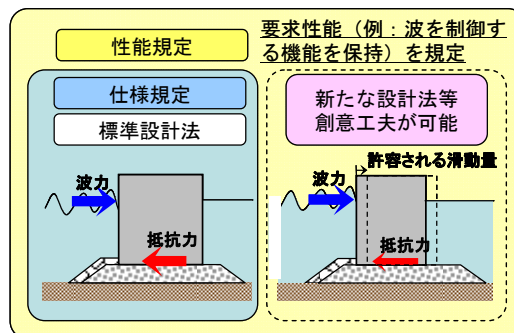 性能規定
要求性能（例：波を制御す
る機能を保持）を規定
仕様規定
標準設計法
新たな設計法等
創意工夫が可能
波力
抵抗力
許容される滑動量
波力
抵抗力